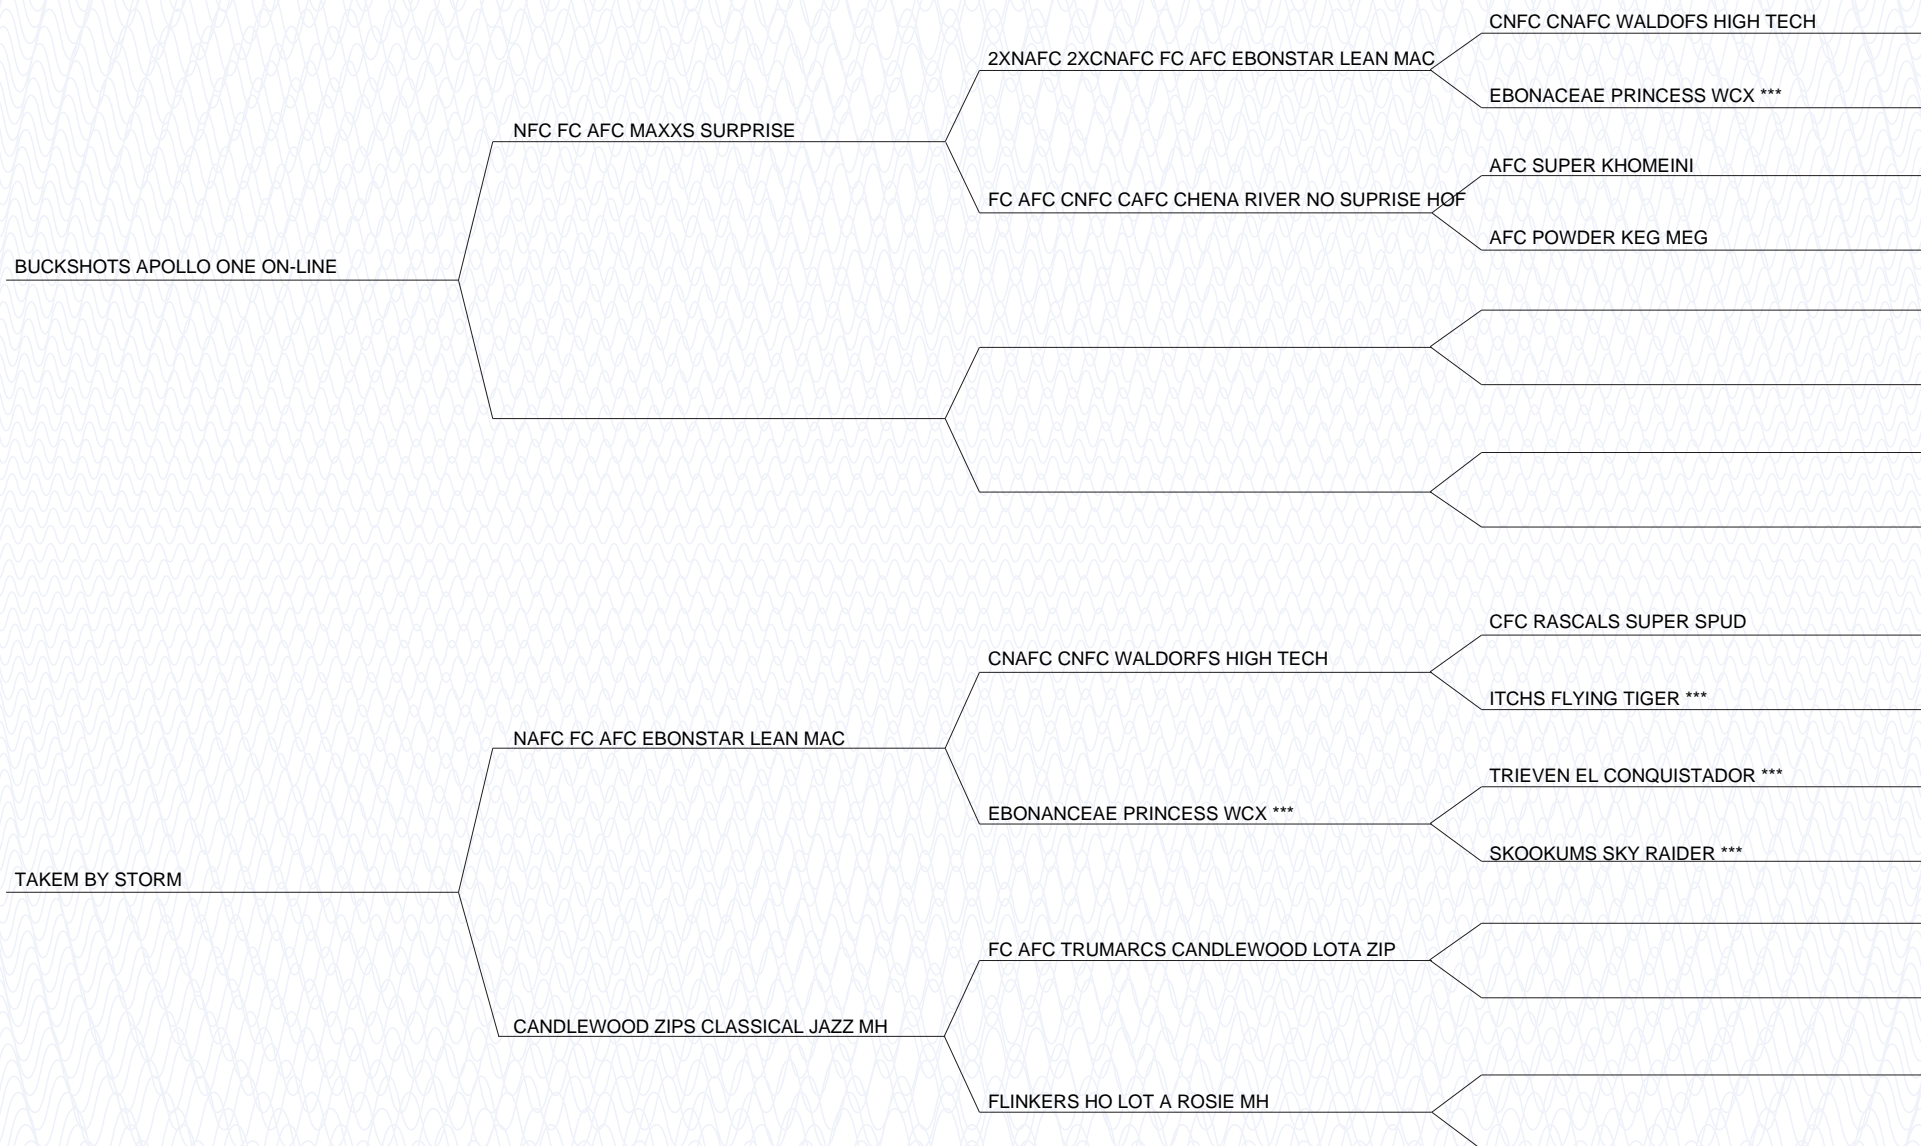 CNFC CNAFC WALDOFS HIGH TECH
2XNAFC 2XCNAFC FC AFC EBONSTAR LEAN MAC
EBONACEAE PRINCESS WCX ***
NFC FC AFC MAXXS SURPRISE
AFC SUPER KHOMEINI
FC AFC CNFC CAFC CHENA RIVER NO SUPRISE HOF
AFC POWDER KEG MEG
BUCKSHOTS APOLLO ONE ON-LINE
CFC RASCALS SUPER SPUD
CNAFC CNFC WALDORFS HIGH TECH
ITCHS FLYING TIGER ***
NAFC FC AFC EBONSTAR LEAN MAC
TRIEVEN EL CONQUISTADOR ***
EBONANCEAE PRINCESS WCX ***
SKOOKUMS SKY RAIDER ***
TAKEM BY STORM
FC AFC TRUMARCS CANDLEWOOD LOTA ZIP
CANDLEWOOD ZIPS CLASSICAL JAZZ MH
FLINKERS HO LOT A ROSIE MH